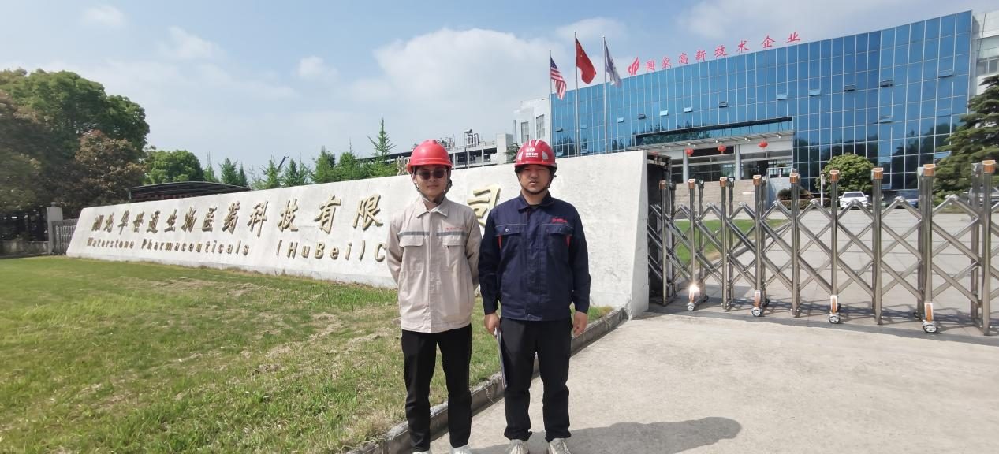 国家高新技术企业
湖北华世通生物医药科技有限 司
Waterstone Pharmaceuticals (HuBei) C